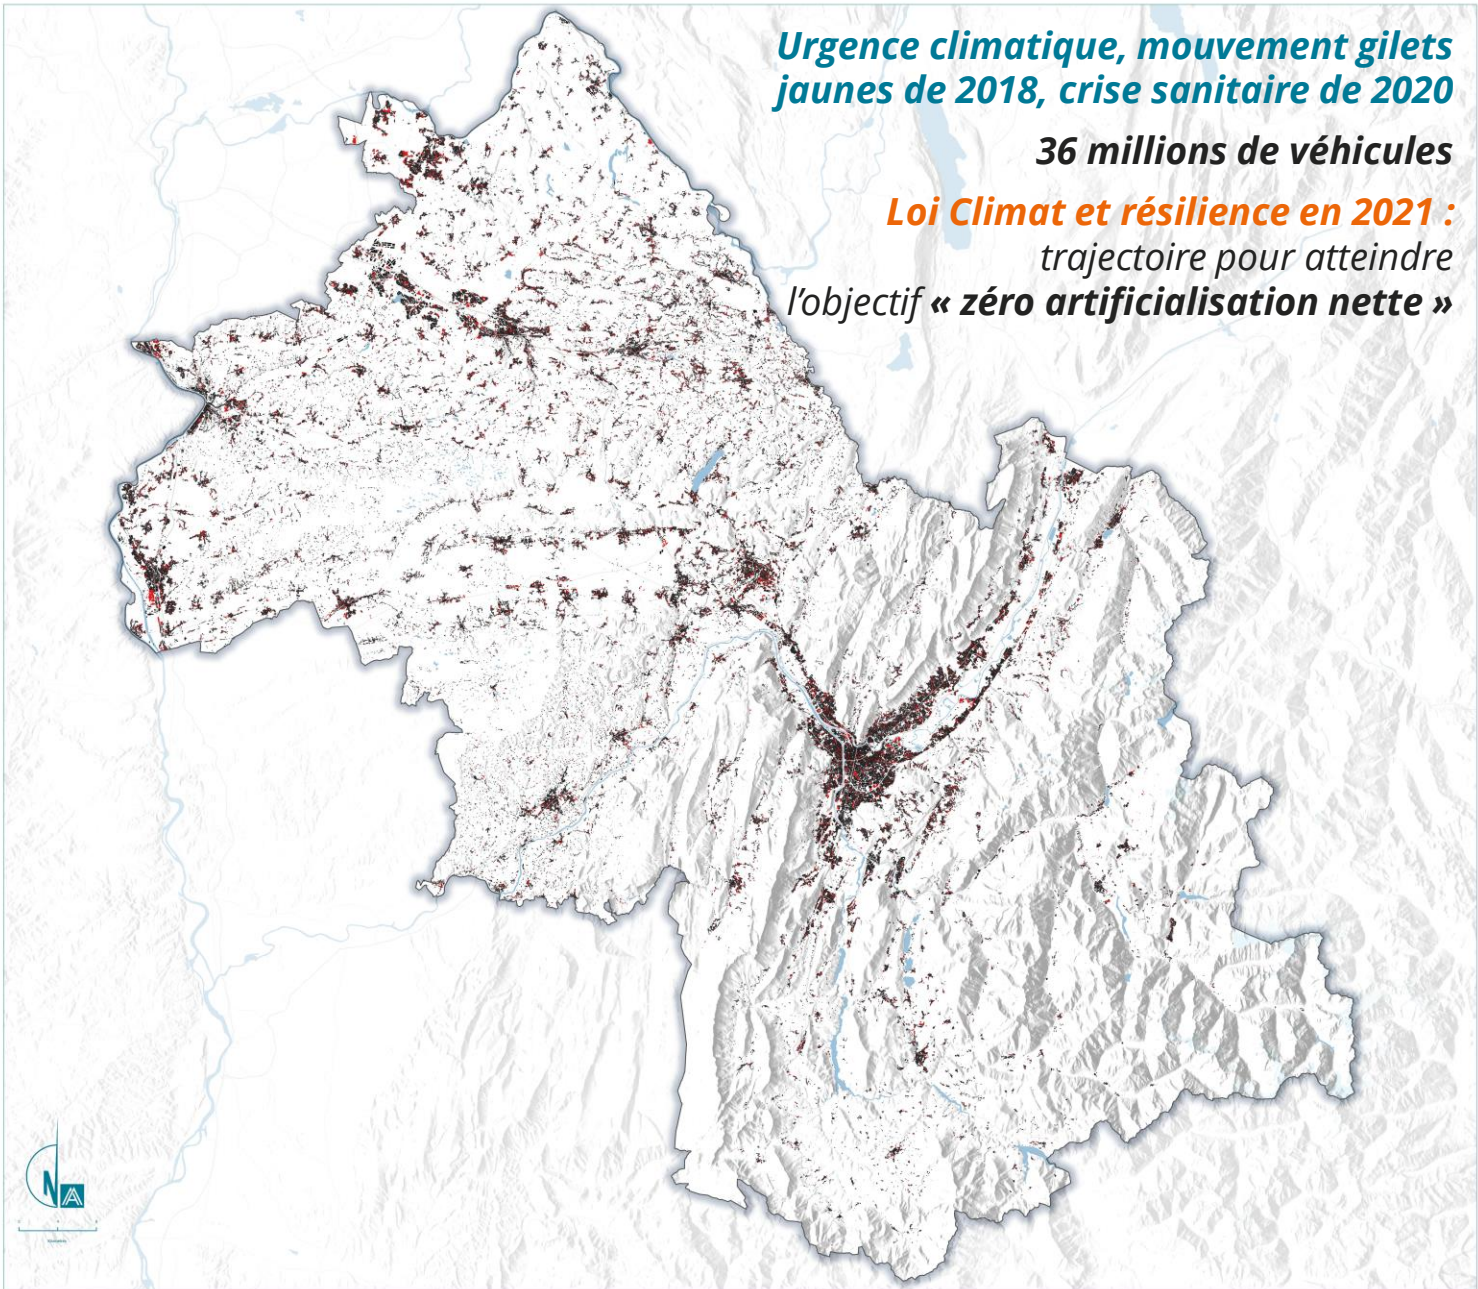 Urgence climatique, mouvement gilets
jaunes de 2018, crise sanitaire de 2020
36 millions de véhicules
Loi Climat et résilience en 2021 :
trajectoire pour atteindre
l'objectif « zéro artificialisation nette »
N